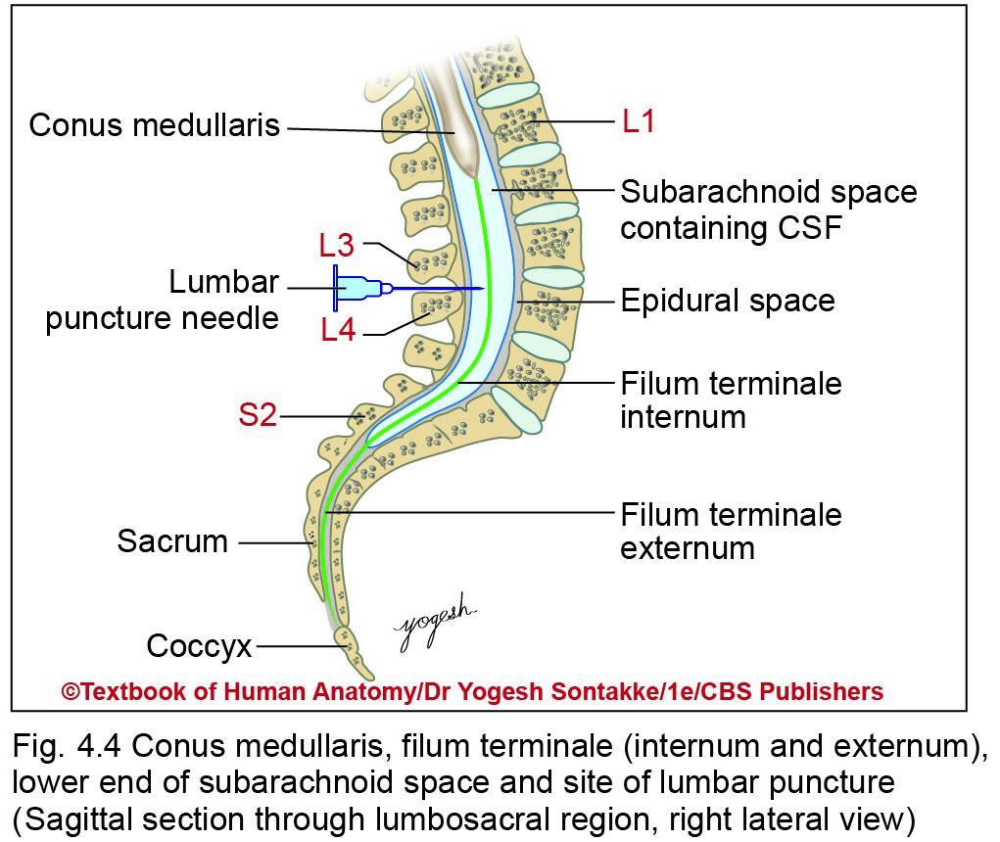 Conus medullaris
L1
Subarachnoid space
containing CSF
L3
Lumbar
puncture needle
Epidural space
L4
Filum terminale
internum
S2
Filum terminale
externum
Sacrum
yogesh
Coccyx
©Textbook of Human Anatomy/Dr Yogesh Sontakke/1e/CBS Publishers
Fig. 4.4 Conus medullaris, filum terminale (internum and externum),
lower end of subarachnoid space and site of lumbar puncture
(Sagittal section through lumbosacral region, right lateral view)